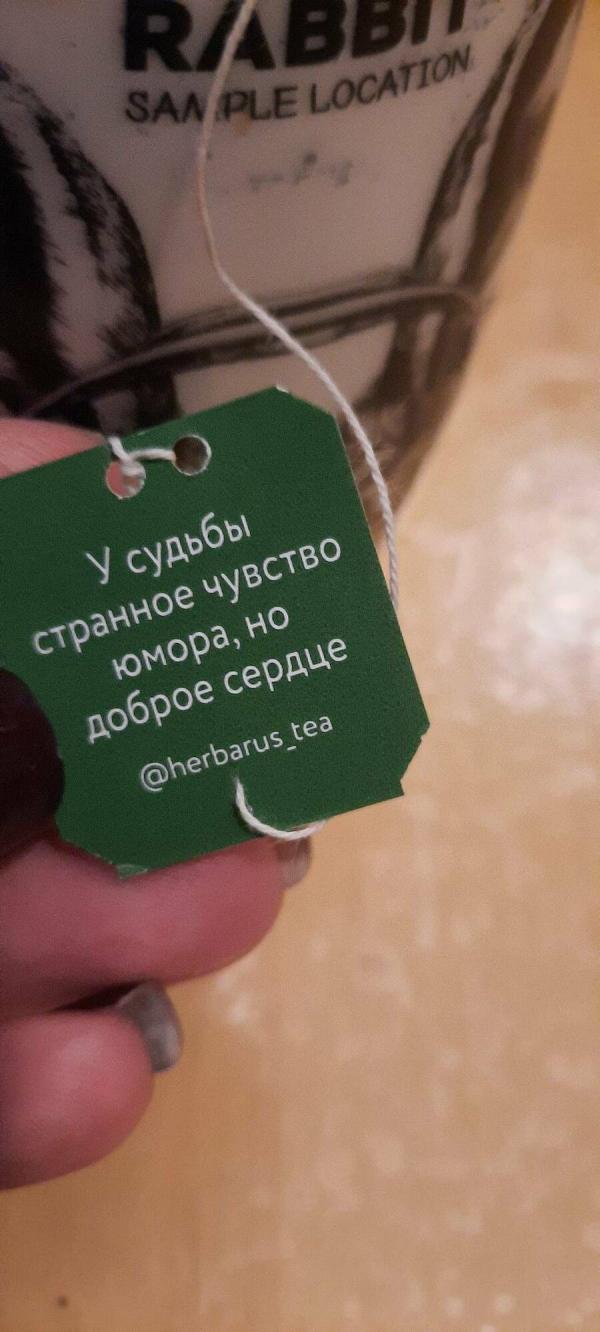 RABBIT
SAMPLE LOCATION
У судьбы
странное чувство
юмора, но
доброе сердце
@herbarus_tea